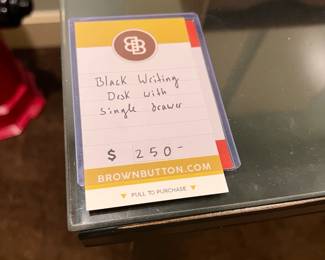 BB
Black Writing
Desk with
single drawer
$ 250-
BROWNBUTTON.COM
PULL TO PURCHASE